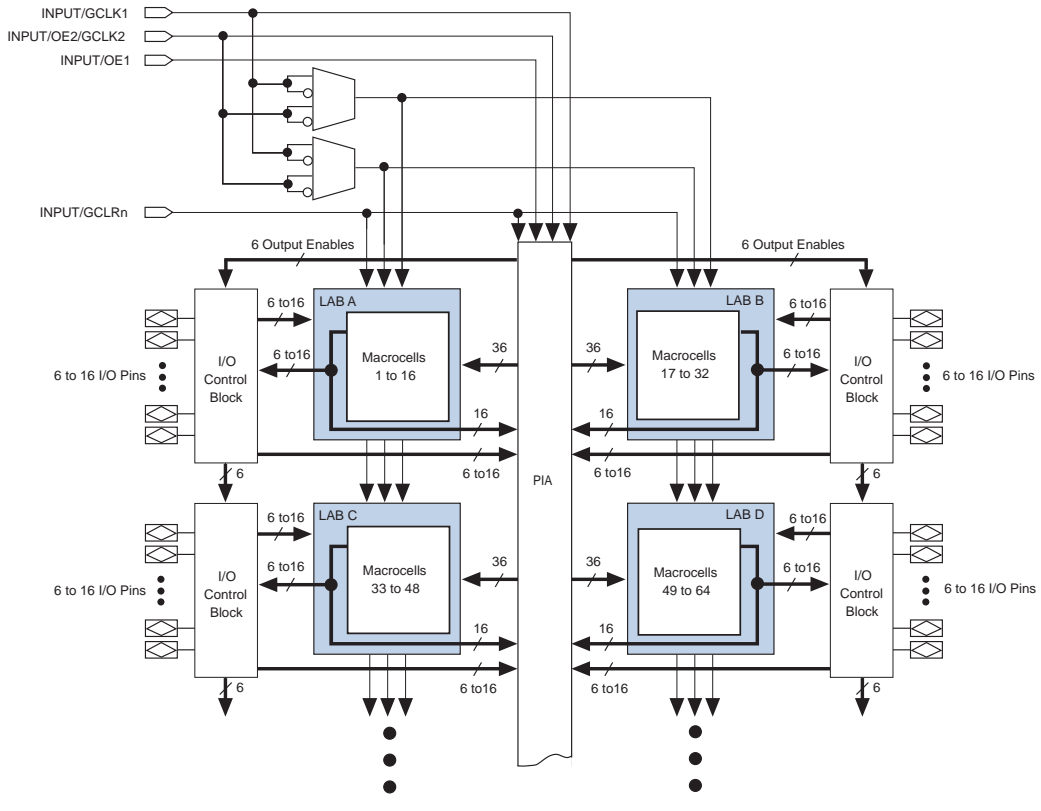 INPUT/GCLK1
INPUT/OE2/GCLK2
INPUT/OE1
INPUT/GCLRn
6 Output Enables
6 Output Enables
6 to16
LAB A
LAB B
6 to16
6 to 16 I/O Pins
I/O
Control
Block
6 to16
Macrocells
1 to 16
36
36
Macrocells
17 to 32
6 to16
I/O
Control
Block
6 to 16 I/O Pins
16
16
6 to16
6 to16
PIA
6
6
6 to16
LAB C
LAB D
6 to16
6 to 16 I/O Pins
I/O
Control
Block
6 to16
Macrocells
33 to 48
36
36
Macrocells
49 to 64
6 to16
I/O
Control
Block
6 to 16 I/O Pins
16
16
6 to16
6 to16
6
6